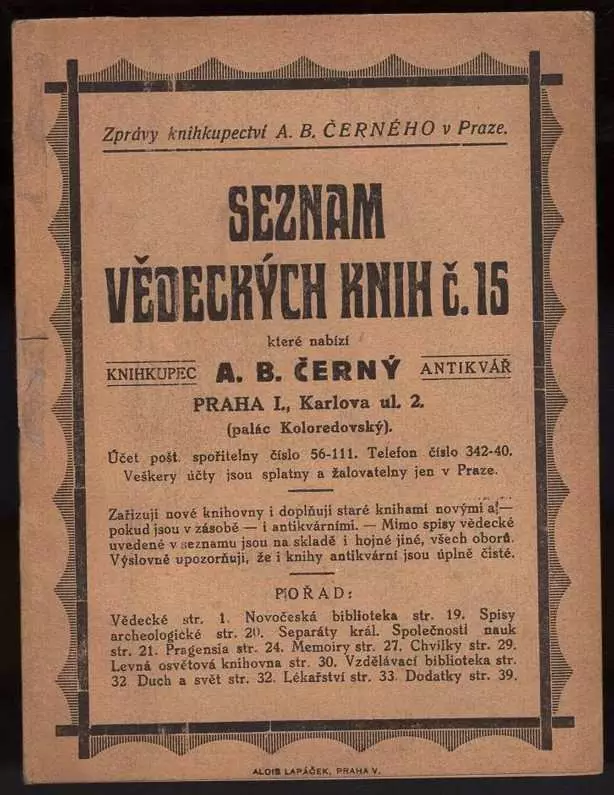 Zprávy knihkupectví A. B. ČERNÉHO v Praze.
SEZNAM
VĚDECKÝCH KNIH č. 15
které nabízí
KNIHKUPEC A. B. ČERNÝ ANTIKVÁŘ
PRAHA I., Karlova ul. 2.
(palác Koloredovský).
Účet pošt. spořitelny číslo 56-111. Telefon číslo 342-40.
Veškery účty jsou splatny a žalovatelny jen v Praze.
Zařizuji nové knihovny i doplňuji staré knihami novými a —
pokud jsou v zásobě — i antikvárními. — Mimo spisy vědecké
uvedené v seznamu jsou na skladě i hojné jiné, všech oborů.
Výslovně upozorňuji, že i knihy antikvární jsou úplně čisté.
POŘAD:
Vědecké str. 1. Novočeská biblioteka str. 19. Spisy
archeologické str. 20. Separáty král. Společnosti nauk
str. 21. Pragensia str. 24. Memoiry str. 27. Chvilky str. 29.
Levná osvětová knihovna str. 30. Vzdělávací biblioteka str.
32 Duch a svět str. 32. Lékařství str. 33. Dodatky str. 39.
ALOIS LAPÁČEK, PRAHA V.